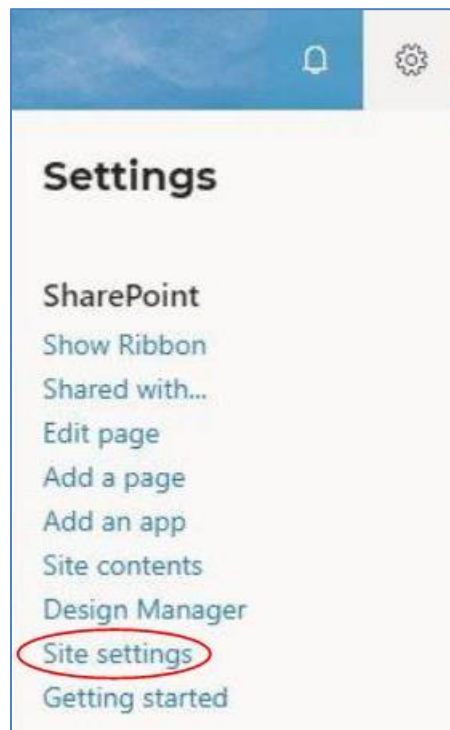 Settings
SharePoint
Show Ribbon
Shared with...
Edit page
Add a page
Add an app
Site contents
Design Manager
Site settings
Getting started